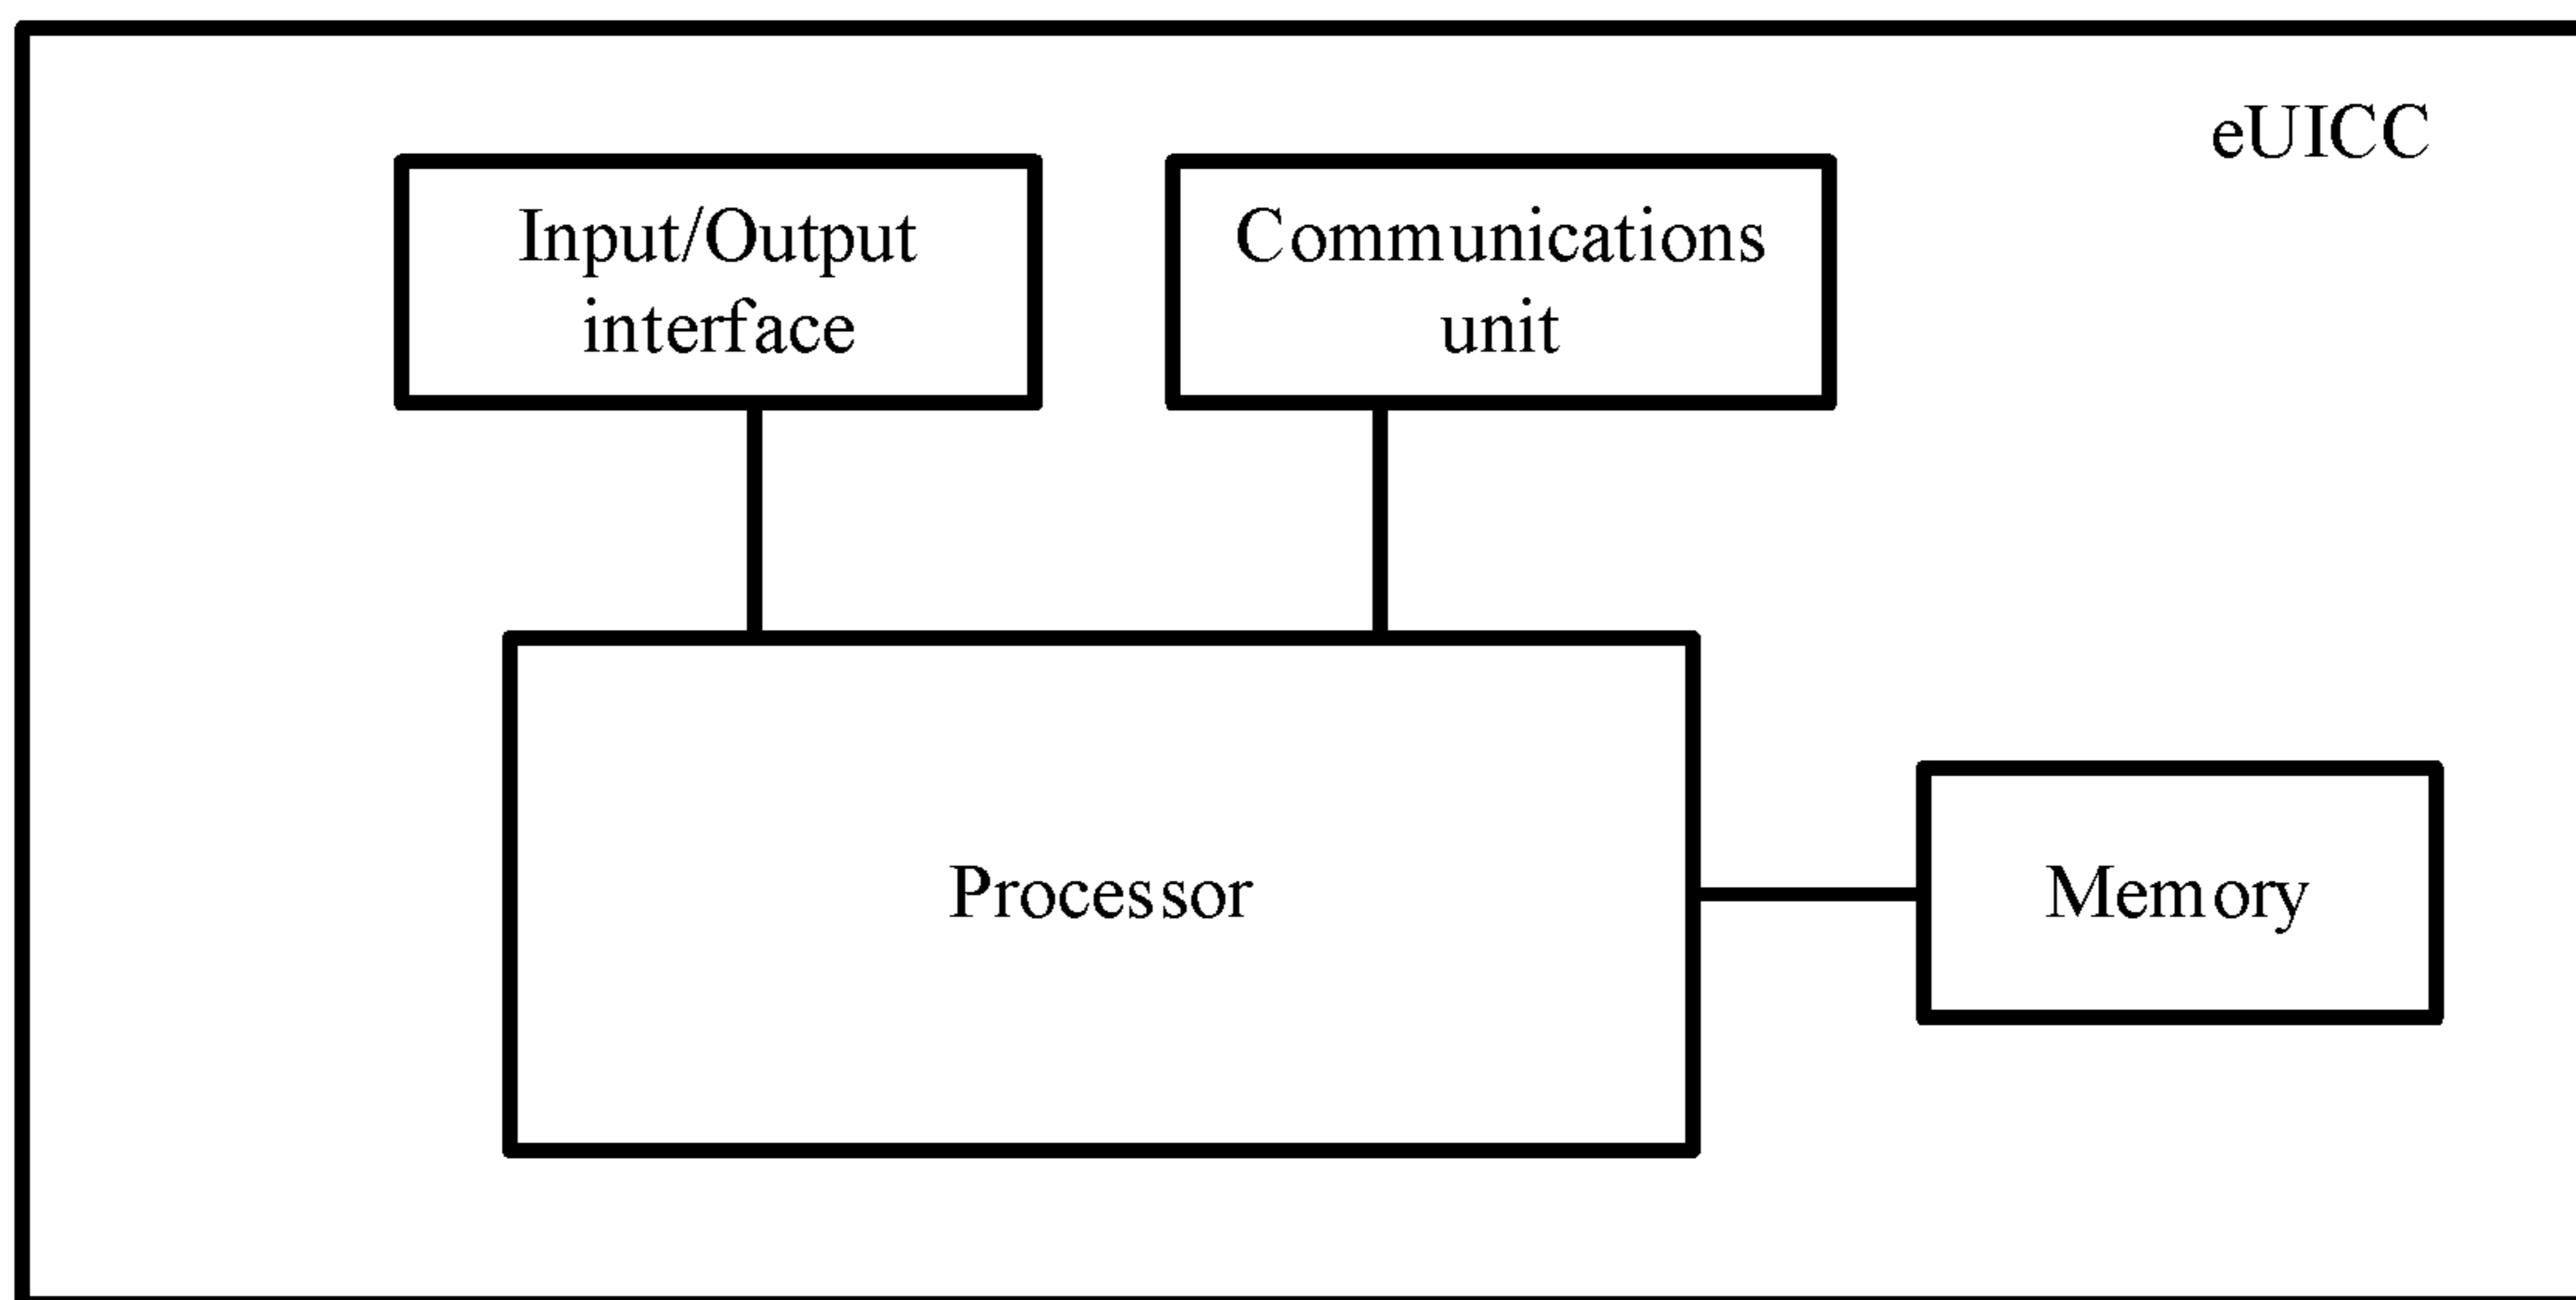 eUICC
Input/Output
interface
Communications
unit
Processor
Memory